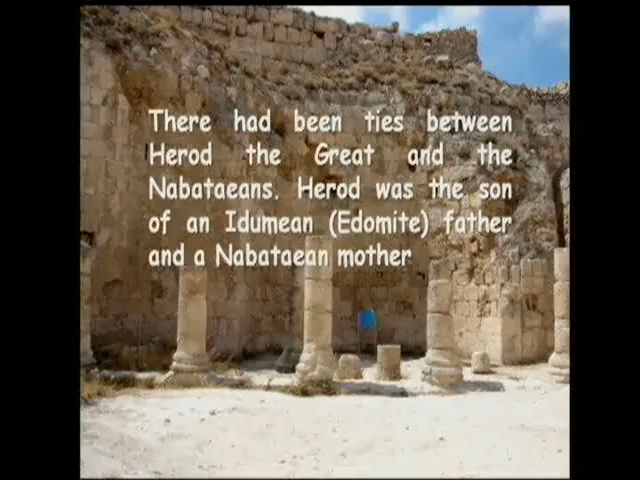 There had been ties between
Herod the Great and the
Nabataeans. Herod was the son
of an Idumean (Edomite) father
and a Nabataean mother